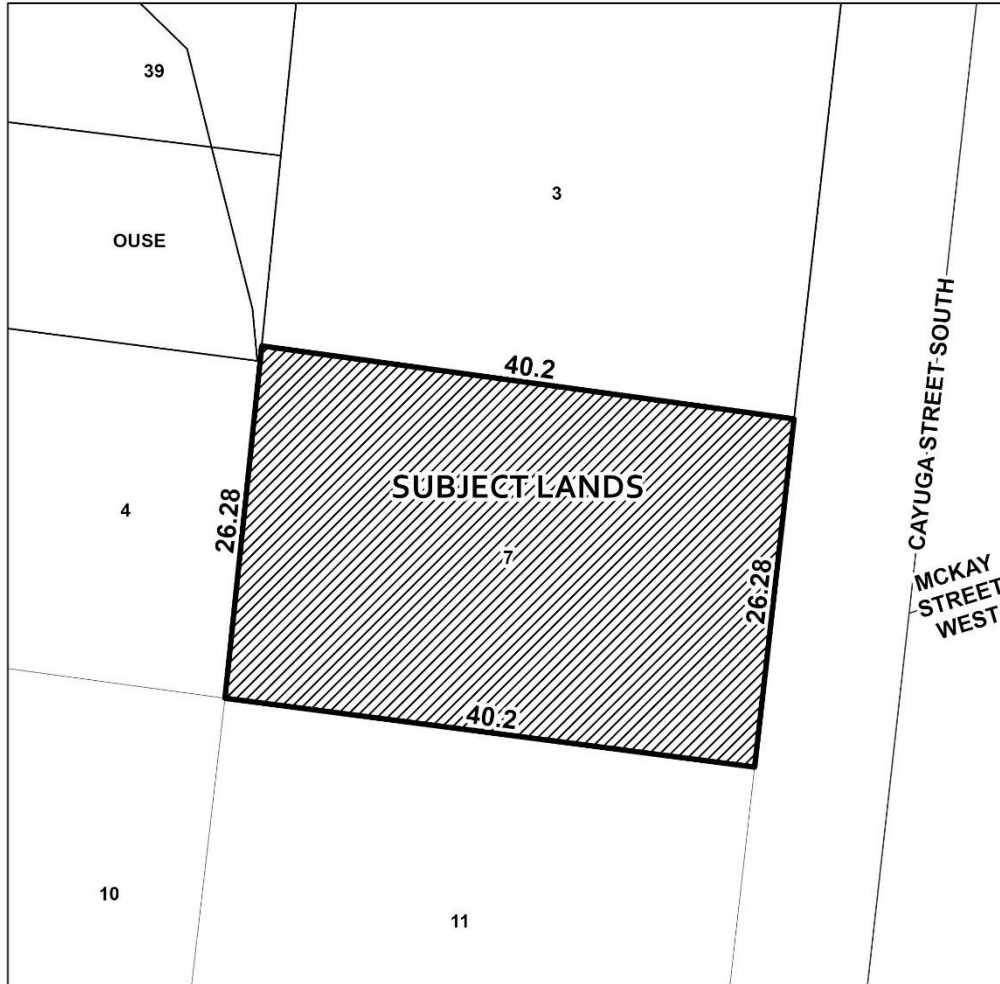 39
3
OUSE
40.2
CAYUGA STREET SOUTH
SUBJECT LANDS
4
26.28
7
26.28
MCKAY
STREET
WEST
40.2
10
11